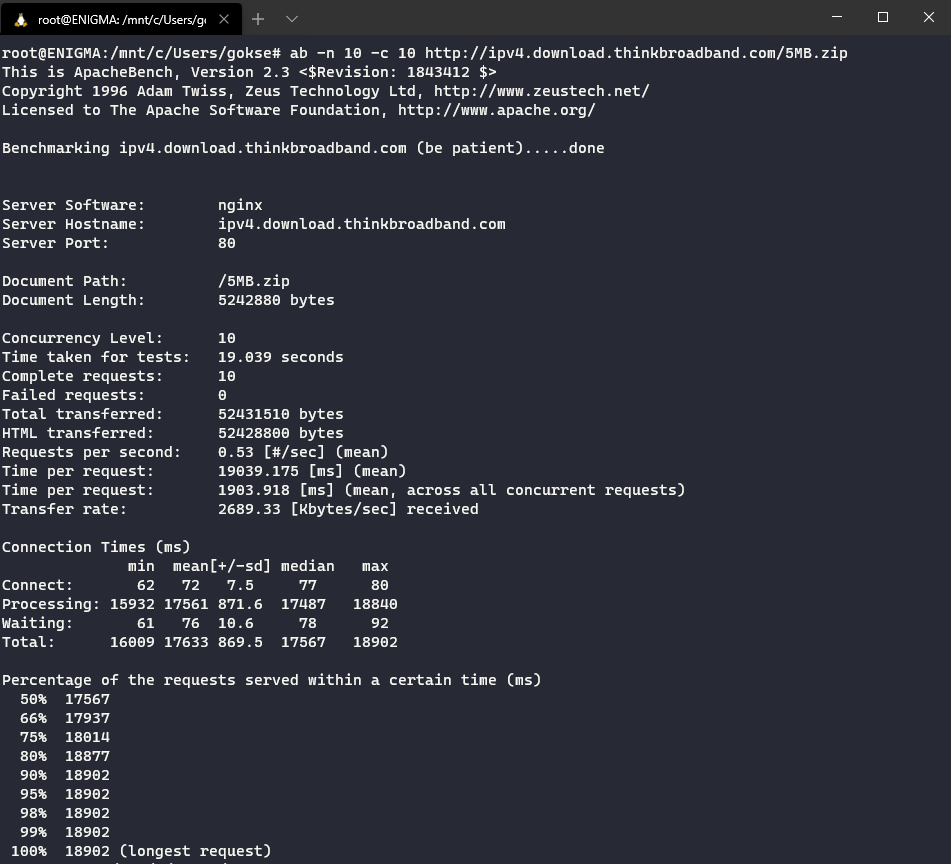 root@ENIGMA: /mnt/c/Users/go
root@ENIGMA:/mnt/c/Users/gokse# ab -n 10 -c 10 http://ipv4.download.thinkbroadband.com/5MB.zip
This is ApacheBench, Version 2.3 <$Revision: 1843412 $>
Copyright 1996 Adam Twiss, Zeus Technology Ltd, http://www.zeustech.net/
Licensed to The Apache Software Foundation, http://www.apache.org/
Benchmarking ipv4.download.thinkbroadband.com (be patient).....done
Server Software:        nginx
Server Hostname:        ipv4.download.thinkbroadband.com
Server Port:            80
Document Path:          /5MB.zip
Document Length:        5242880 bytes
Concurrency Level:      10
Time taken for tests:   19.039 seconds
Complete requests:      10
Failed requests:        0
Total transferred:      52431510 bytes
HTML transferred:       52428800 bytes
Requests per second:    0.53 [#/sec] (mean)
Time per request:       19039.175 [ms] (mean)
Time per request:       1903.918 [ms] (mean, across all concurrent requests)
Transfer rate:          2689.33 [Kbytes/sec] received
Connection Times (ms)
              min  mean[+/-sd] median   max
Connect:       62   72   7.5     77      80
Processing: 15932 17561 871.6  17487   18840
Waiting:       61   76  10.6     78      92
Total:      16009 17633 869.5  17567   18902
Percentage of the requests served within a certain time (ms)
  50%  17567
  66%  17937
  75%  18014
  80%  18877
  90%  18902
  95%  18902
  98%  18902
  99%  18902
 100%  18902 (longest request)